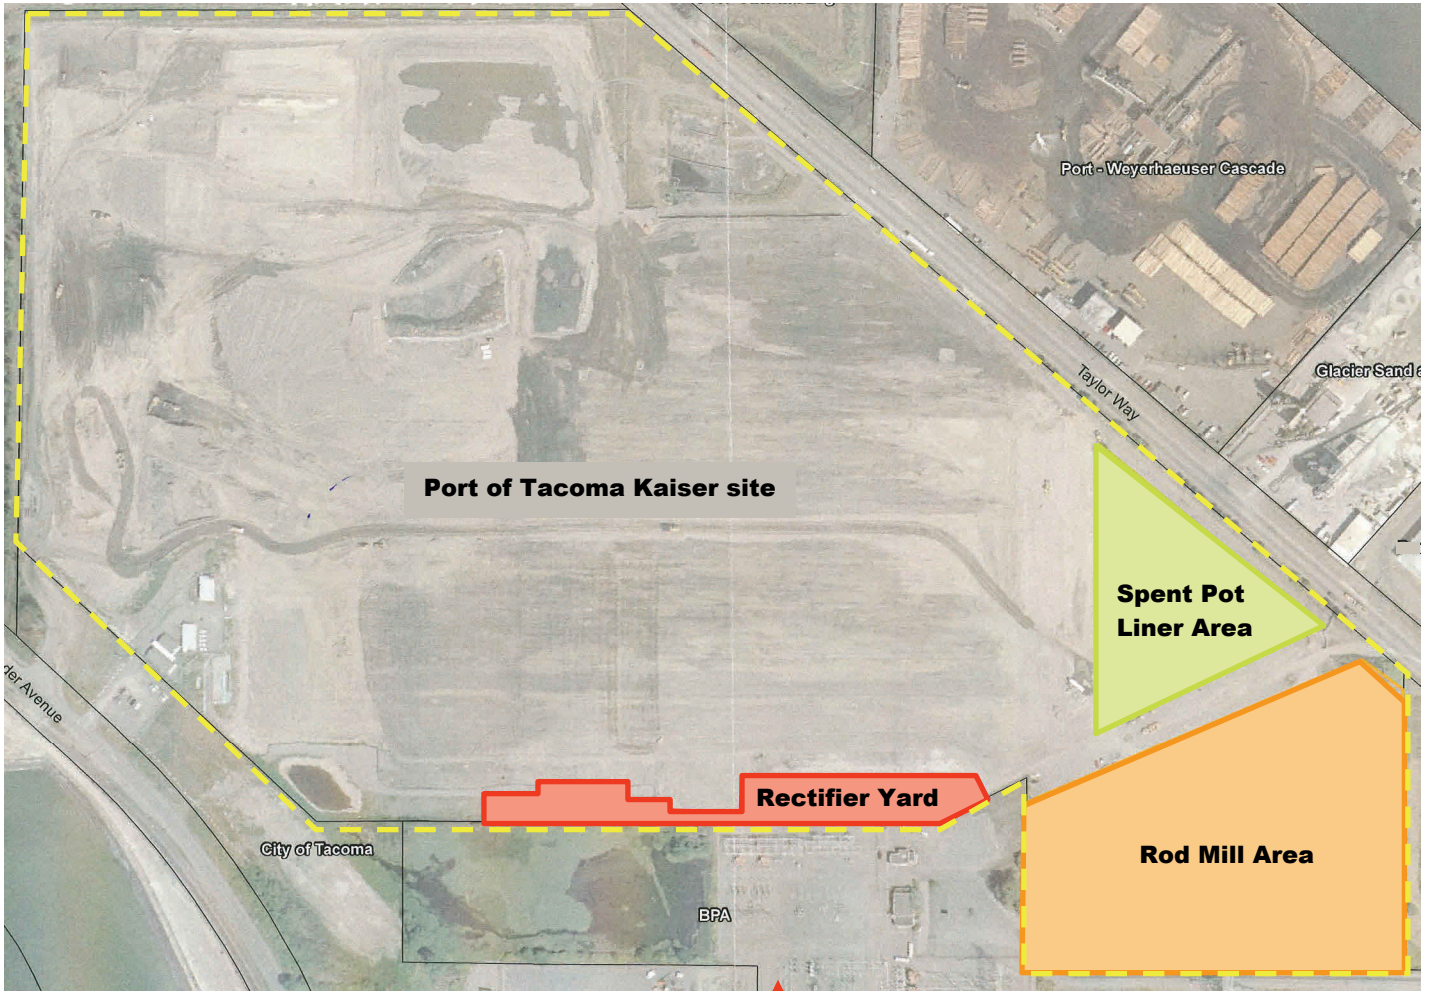 Port - Weyerhaeuser Cascade
Glacier Sand
Taylor Way
Port of Tacoma Kaiser site
Spent Pot
Liner Area
der Avenue
Rectifier Yard
City of Tacoma
Rod Mill Area
BPA